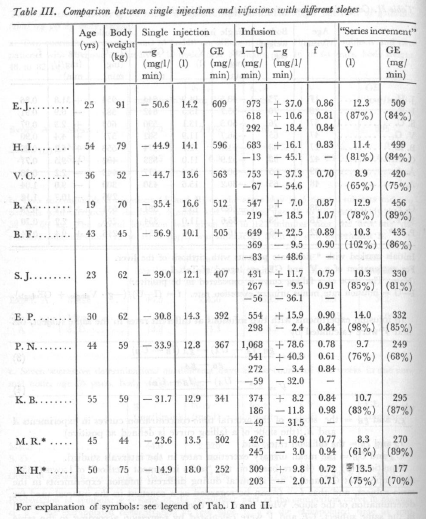 Table III. Comparison between single injections and infusions with different slopes
Age (yrs) Body weight (kg) Single injection Infusion "Series increment"
—g (mg/l/ min) V (l) GE (mg/ min) I—U (mg/ min) —g (mg/l/ min) f V (l) GE (mg/ min)
E. J......... 25 91 — 50.6 14.2 609 973 + 37.0 0.86 12.3 509
618 + 10.6 0.81 (87%) (84%)
292 — 18.4 0.84
H. I. ....... 54 79 — 44.9 14.1 596 683 + 16.1 0.83 11.4 499
—13 — 45.1 — (81%) (84%)
V. C........ 36 52 — 44.7 13.6 563 753 + 37.3 0.70 8.9 420
—67 — 54.6 (65%) (75%)
B. A........ 19 70 — 35.4 16.6 512 547 + 7.0 0.87 12.9 456
219 — 18.5 1.07 (78%) (89%)
B. F. ....... 43 45 — 56.9 10.1 505 649 + 22.5 0.89 10.3 435
369 — 9.5 0.90 (102%) (86%)
—83 — 48.6 —
S. J......... 23 62 — 39.0 12.1 407 431 + 11.7 0.79 10.3 330
267 — 9.5 0.91 (85%) (81%)
—56 — 36.1 —
E. P. ....... 30 62 — 30.8 14.3 392 554 + 15.9 0.90 14.0 332
298 — 2.4 0.84 (98%) (85%)
P. N........ 44 59 — 33.9 12.8 367 1,068 + 78.6 0.78 9.7 249
541 + 40.3 0.61 (76%) (68%)
272 — 3.4 0.84
—59 — 32.0 —
K. B....... 55 59 — 31.7 12.9 341 374 + 8.2 0.84 10.7 295
186 — 11.8 0.98 (83%) (87%)
—49 — 31.5 —
M. R.* ..... 45 44 — 23.6 13.5 302 426 + 18.9 0.77 8.3 270
245 — 3.0 0.94 (61%) (89%)
K. H.* ..... 50 75 — 14.9 18.0 252 309 + 9.8 0.72 13.5 177
203 — 2.0 0.71 (75%) (70%)
For explanation of symbols: see legend of Tab. I and II.